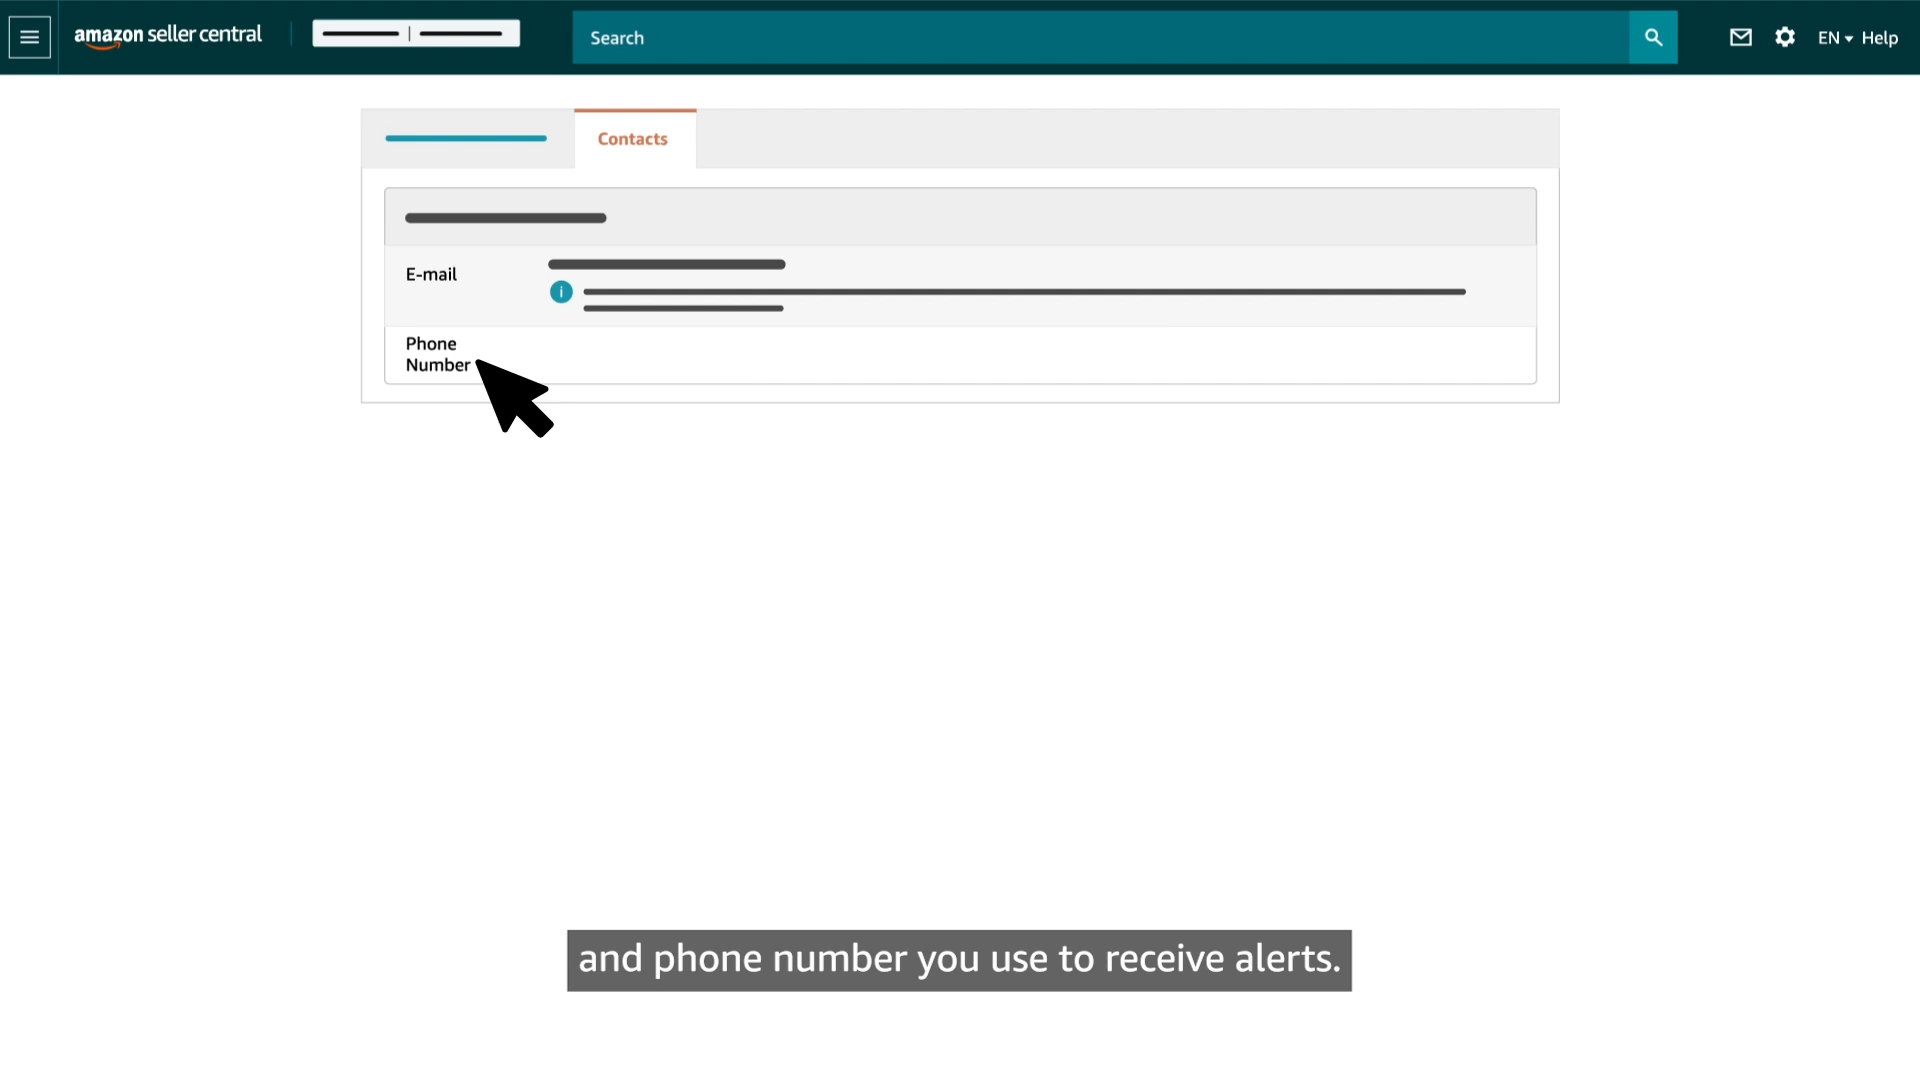 amazon seller central
Search
EN
Help
Contacts
E-mail
i
Phone
Number
and phone number you use to receive alerts.